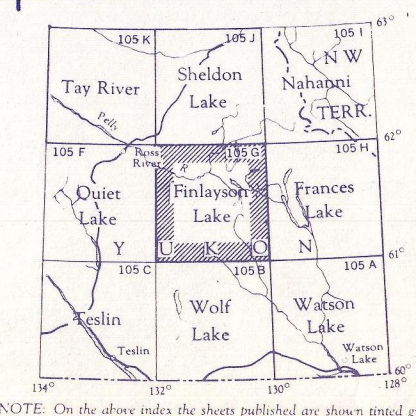 63°
105 K
105 J
105 I
N W
Tay River
Sheldon
Lake
Nahanni
TERR.
Pelly
62°
105 F
Ross
River
R
105 G
105 H
Quiet
Lake
Finlayson
Lake
Frances
Lake
Y U K O N
61°
105 C
105 B
105 A
Wolf
Lake
Watson
Lake
Teslin
Teslin
Watson
Lake
60°
134°
132°
130°
128°
NOTE: On the above index the sheets published are shown tinted